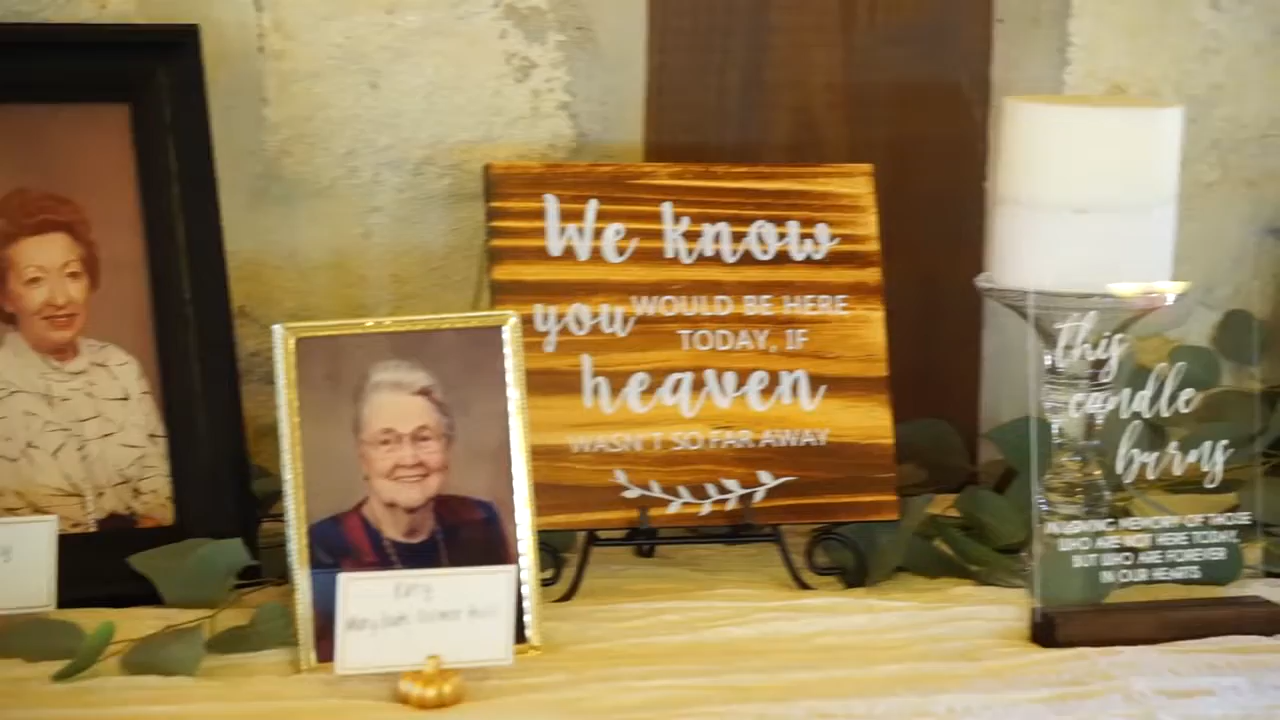 We know
you WOULD BE HERE
TODAY, IF
heaven
WASN'T SO FAR AWAY
this
candle
burns
IN LOVING MEMORY OF THOSE
WHO ARE NOT HERE TODAY,
BUT WHO ARE FOREVER
IN OUR HEARTS